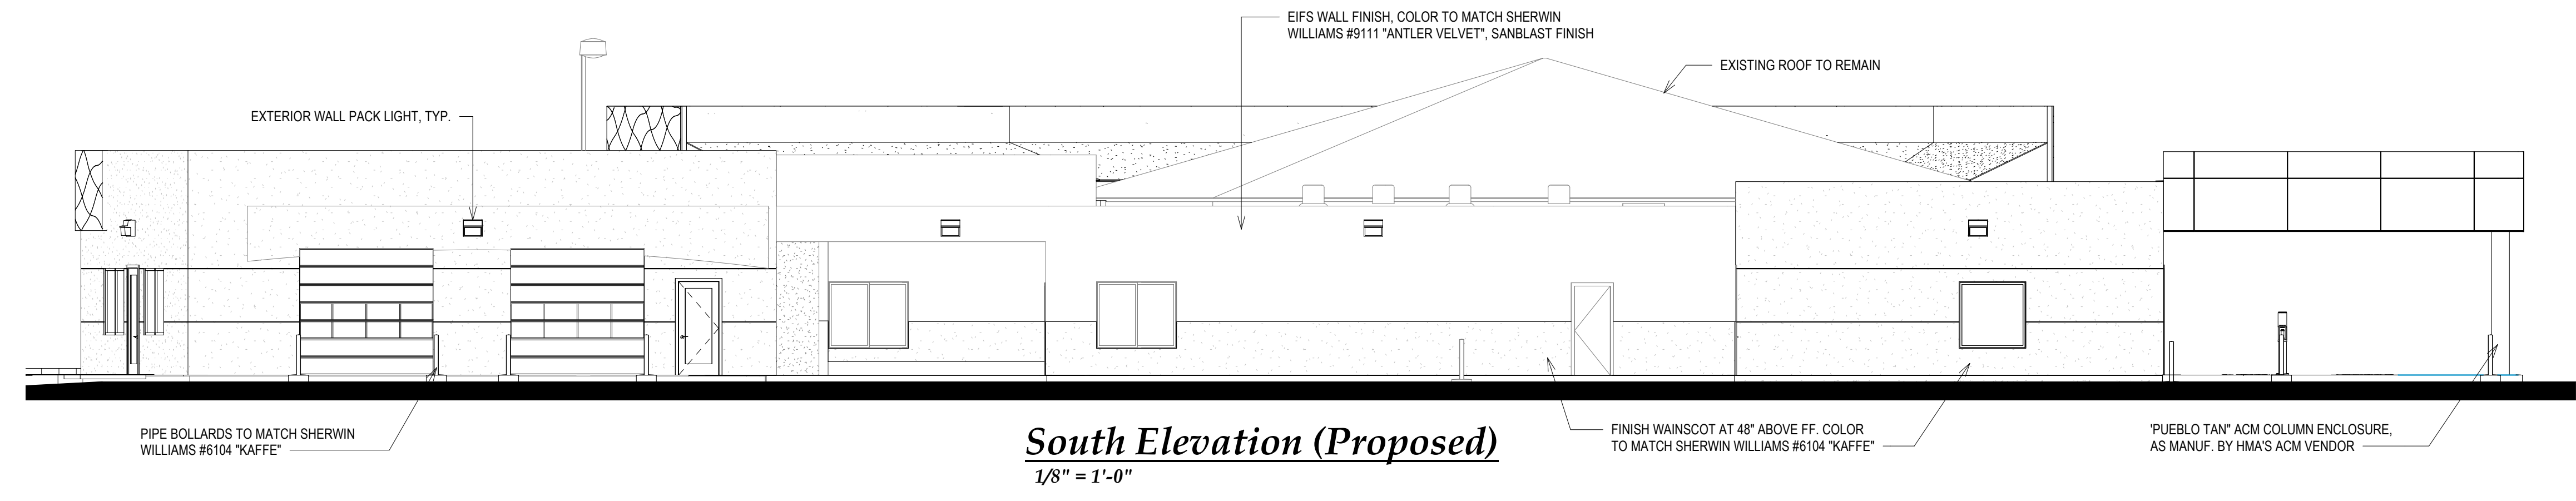 EIFS WALL FINISH, COLOR TO MATCH SHERWIN
WILLIAMS #9111 "ANTLER VELVET", SANBLAST FINISH
EXISTING ROOF TO REMAIN
EXTERIOR WALL PACK LIGHT, TYP.
PIPE BOLLARDS TO MATCH SHERWIN
WILLIAMS #6104 "KAFFE"
South Elevation (Proposed)
1/8" = 1'-0"
FINISH WAINSCOT AT 48" ABOVE FF. COLOR
TO MATCH SHERWIN WILLIAMS #6104 "KAFFE"
'PUEBLO TAN" ACM COLUMN ENCLOSURE,
AS MANUF. BY HMA'S ACM VENDOR